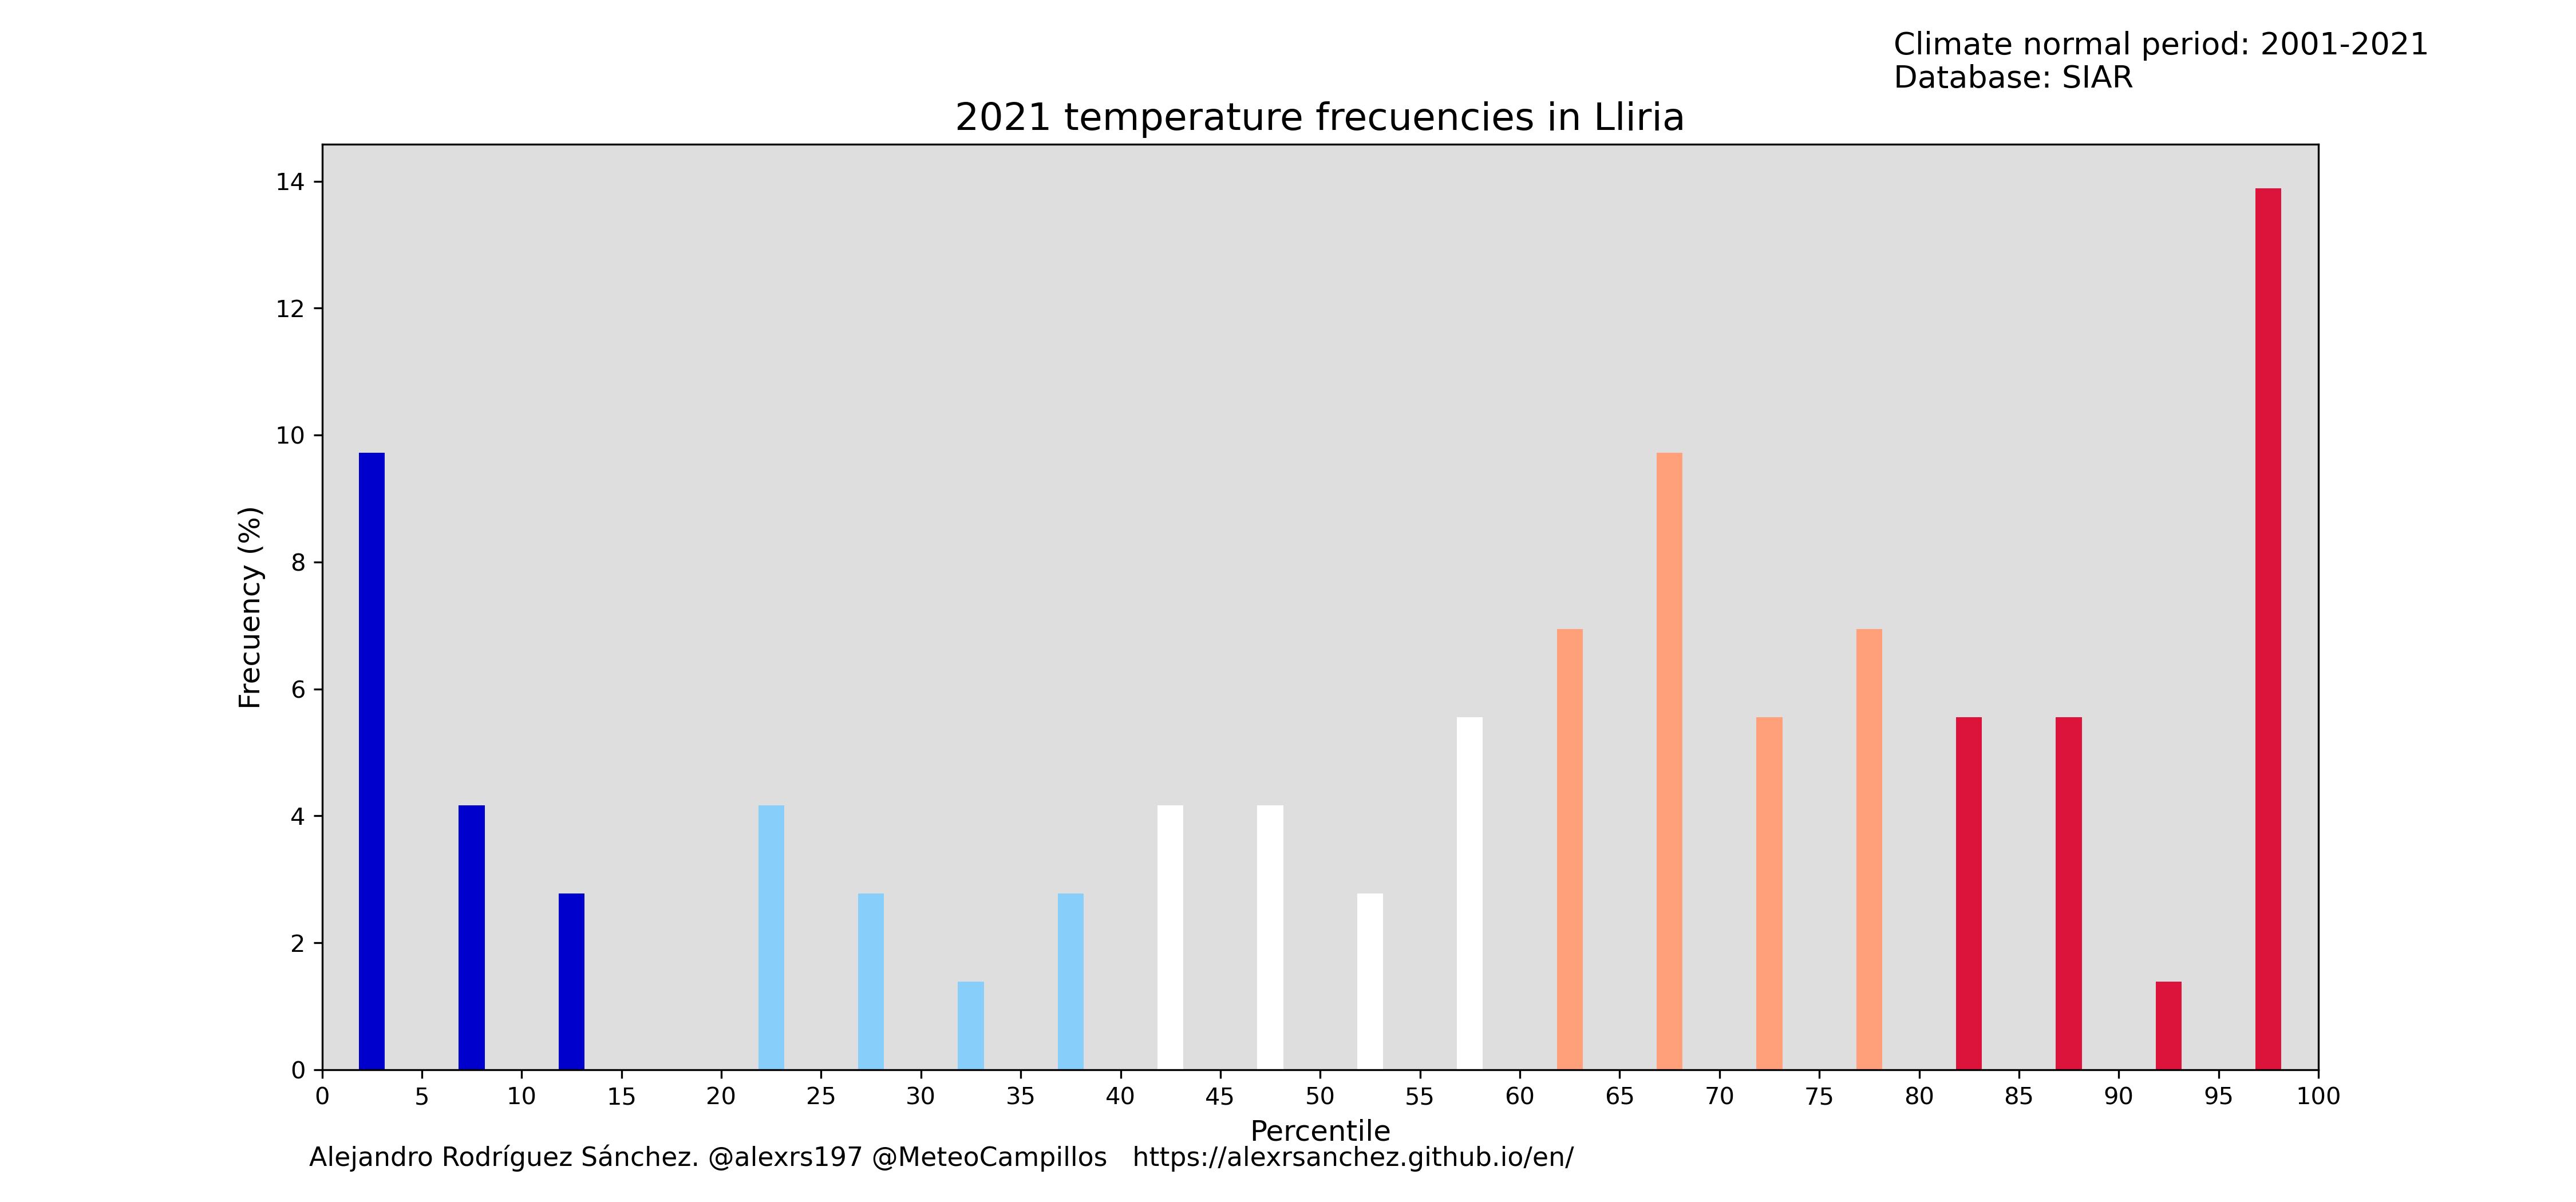 Climate normal period: 2001-2021
Database: SIAR
2021 temperature frecuencies in Lliria
14
12
10
8
6
4
2
0
Frecuency (%)
0 5 10 15 20 25 30 35 40 45 50 55 60 65 70 75 80 85 90 95 100
Percentile
Alejandro Rodríguez Sánchez. @alexrs197 @MeteoCampillos https://alexrsanchez.github.io/en/